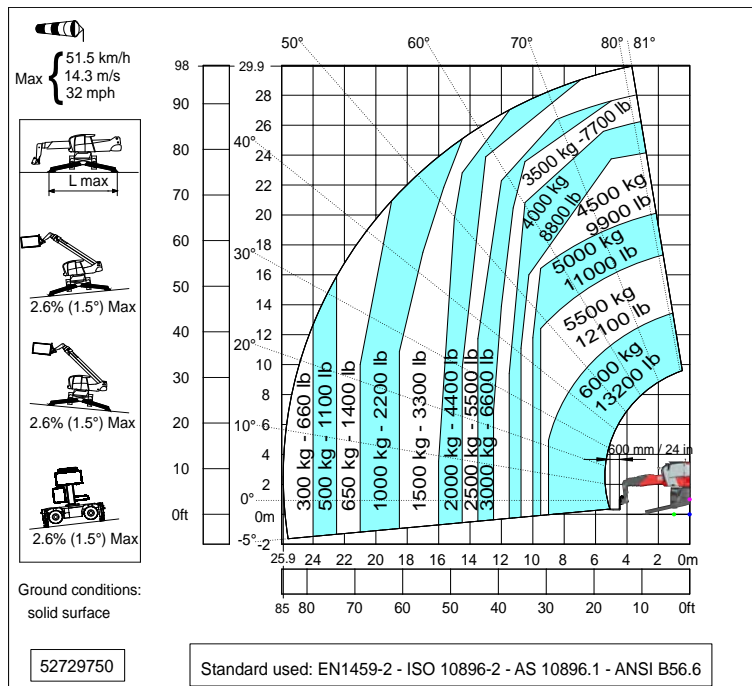 51.5 km/h
Max { 14.3 m/s
32 mph
L max
2.6% (1.5°) Max
2.6% (1.5°) Max
2.6% (1.5°) Max
Ground conditions:
solid surface
52729750
98
90
80
70
60
50
40
30
20
10
0ft
29.9
28
26
24
22
20
18
16
14
12
10
8
6
4
2
0m
-2
-5°
0°
10°
20°
30°
40°
50°
60°
70°
80°
81°
300 kg - 660 lb
500 kg - 1100 lb
650 kg - 1400 lb
1000 kg - 2200 lb
1500 kg - 3300 lb
2000 kg - 4400 lb
2500 kg - 5500 lb
3000 kg - 6600 lb
3500 kg -7700 lb
4000 kg
8800 lb
4500 kg
9900 lb
5000 kg
11000 lb
5500 kg
12100 lb
6000 kg
13200 lb
600 mm / 24 in
25.9 24 22 20 18 16 14 12 10 8 6 4 2 0m
85 80 70 60 50 40 30 20 10 0ft
Standard used: EN1459-2 - ISO 10896-2 - AS 10896.1 - ANSI B56.6